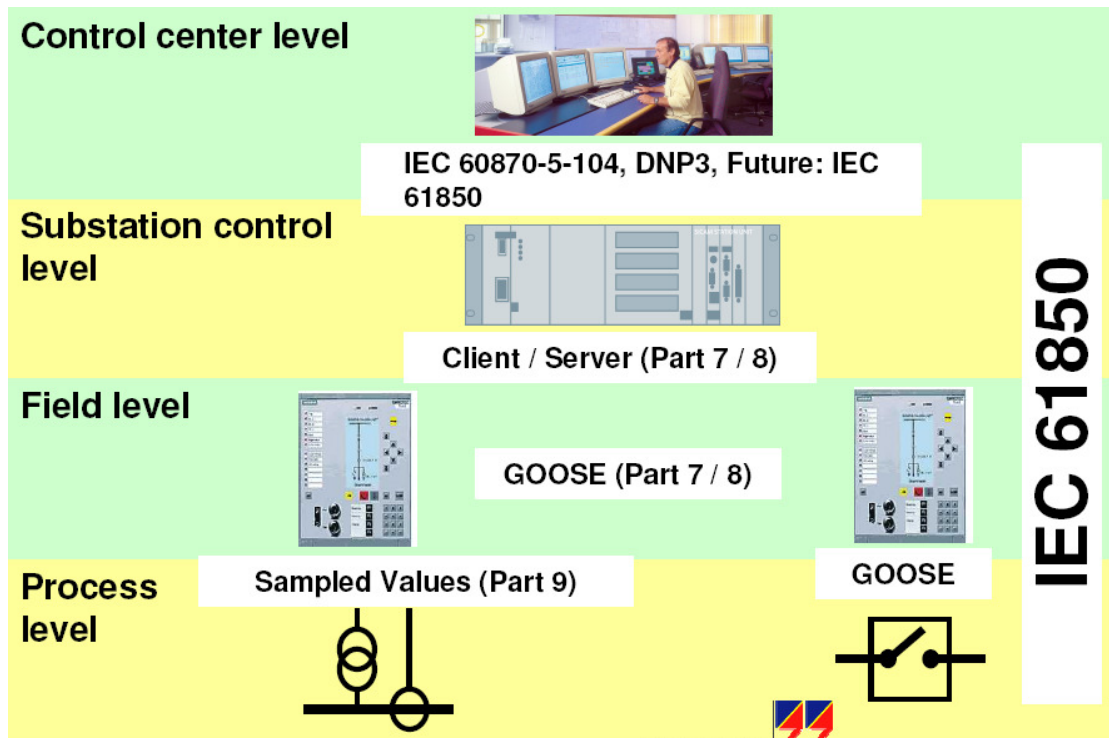 Control center level
IEC 60870-5-104, DNP3, Future: IEC
61850
Substation control
level
Client / Server (Part 7 / 8)
Field level
GOOSE (Part 7 / 8)
Process
level
Sampled Values (Part 9)
GOOSE
IEC 61850